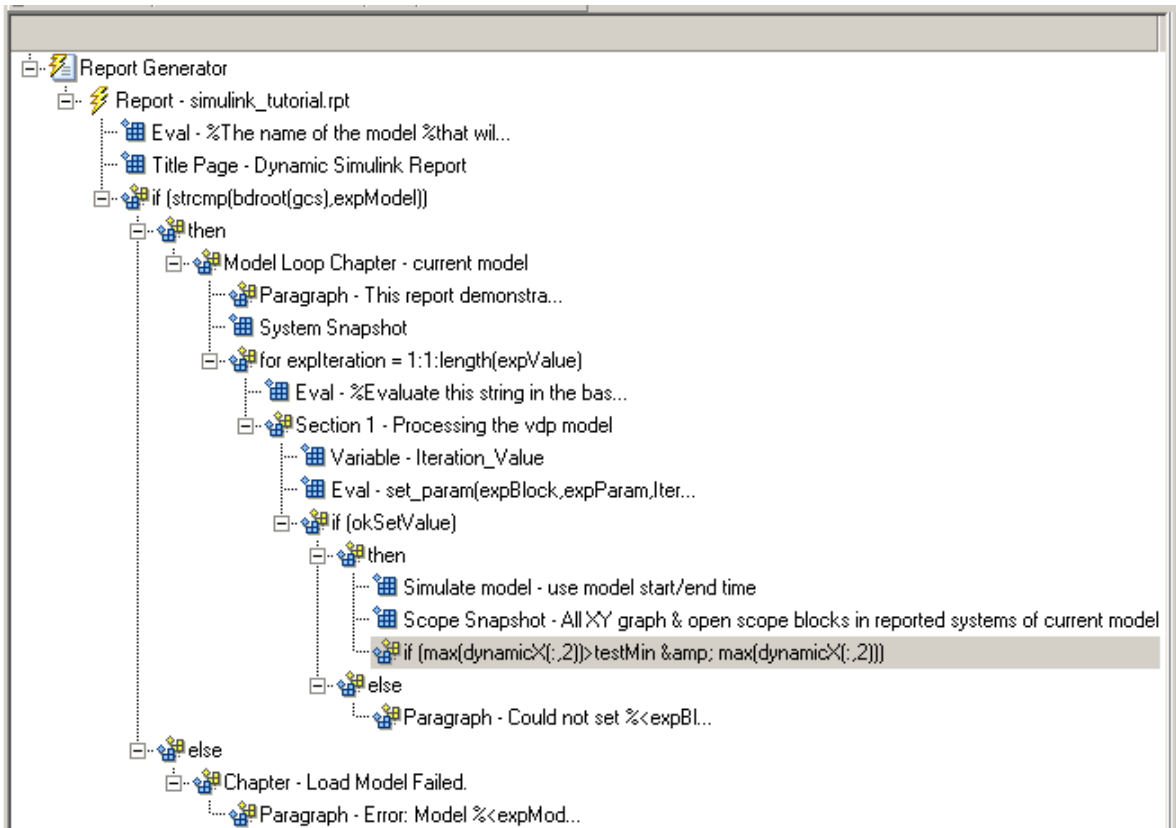 Report Generator
Report - simulink_tutorial.rpt
Eval - %The name of the model %that wil...
Title Page - Dynamic Simulink Report
if (strcmp(bdroot(gcs),expModel))
then
Model Loop Chapter - current model
Paragraph - This report demonstra...
System Snapshot
for expIteration = 1:1:length(expValue)
Eval - %Evaluate this string in the bas...
Section 1 - Processing the vdp model
Variable - Iteration_Value
Eval - set_param(expBlock,expParam,Iter...
if (okSetValue)
then
Simulate model - use model start/end time
Scope Snapshot - All XY graph & open scope blocks in reported systems of current model
if (max(dynamicX(:,2))>testMin &amp; max(dynamicX(:,2)))
else
Paragraph - Could not set %<expBl...
else
Chapter - Load Model Failed.
Paragraph - Error: Model %<expMod...